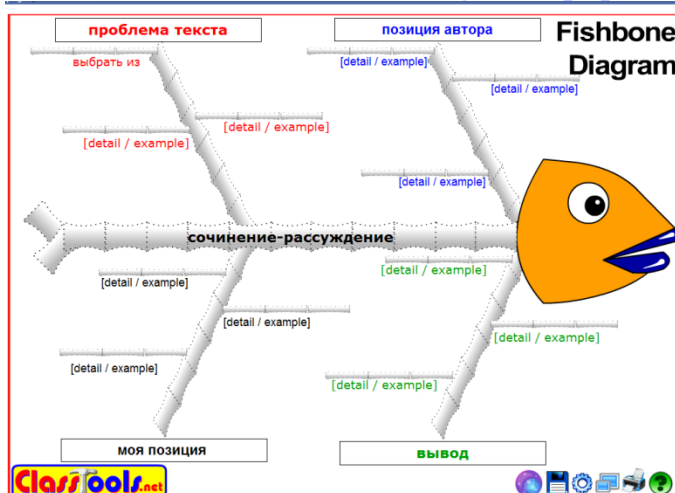 проблема текста
позиция автора
Fishbone
Diagram
выбрать из
[detail / example]
[detail / example]
[detail / example]
[detail / example]
[detail / example]
сочинение-рассуждение
[detail / example]
[detail / example]
[detail / example]
[detail / example]
[detail / example]
[detail / example]
моя позиция
вывод
ClassTools.net